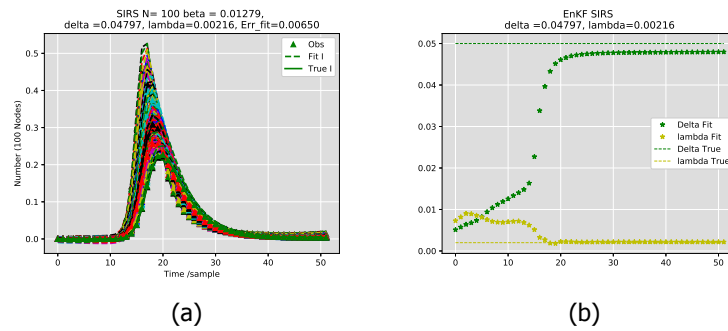 SIRS N= 100 beta = 0.01279,
delta =0.04797, lambda=0.00216, Err_fit=0.00650
Obs
Fit I
True I
Number (100 Nodes)
0.5
0.4
0.3
0.2
0.1
0.0
0 10 20 30 40 50
Time /sample
(a)
EnKF SIRS
delta =0.04797, lambda=0.00216
0.05
0.04
0.03
0.02
0.01
0.00
Delta Fit
lambda Fit
Delta True
lambda True
0 10 20 30 40 50
(b)